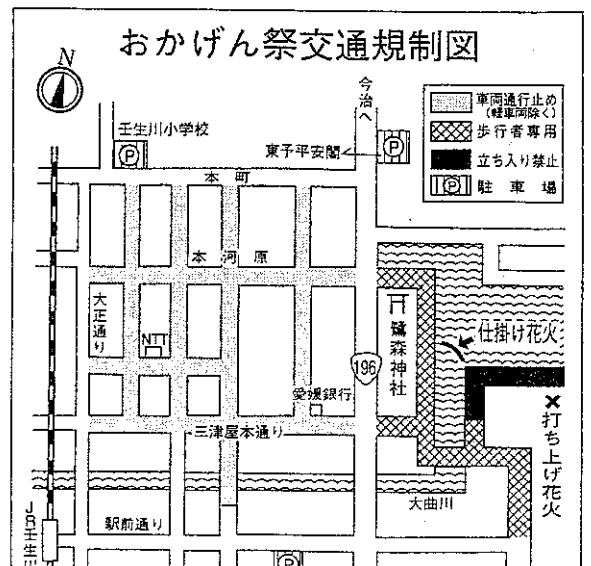 おかげん祭交通規制図
N
今治へ
車両通行止め
(軽車両除く)
歩行者専用
立ち入り禁止
P 駐車場
壬生川小学校
P
東予平安閣
P
本町
本河原
大正通り
NTT
鷺森神社
仕掛け花火
196
愛媛銀行
三津屋本通り
打ち上げ花火
大曲川
駅前通り
JR壬生川
P